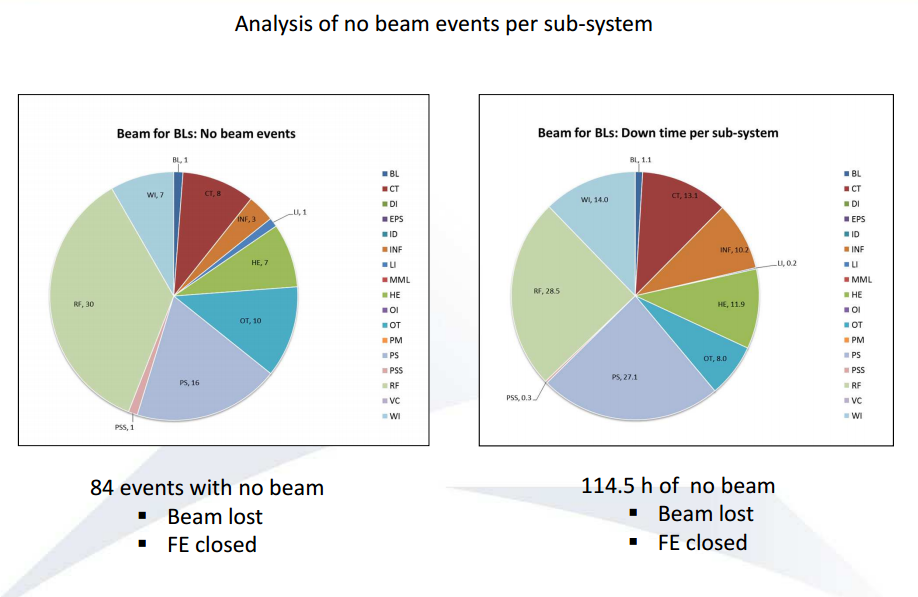 Analysis of no beam events per sub-system
Beam for BLs: No beam events
BL, 1
CT, 8
INF, 3
LI, 1
HE, 7
OT, 10
PS, 16
PSS, 1
RF, 30
WI, 7
BL
CT
DI
EPS
ID
INF
LI
MML
HE
OI
OT
PM
PS
PSS
RF
VC
WI
84 events with no beam
▪ Beam lost
▪ FE closed
Beam for BLs: Down time per sub-system
BL, 1.1
CT, 13.1
INF, 10.2
LI, 0.2
HE, 11.9
OT, 8.0
PS, 27.1
PSS, 0.3
RF, 28.5
WI, 14.0
BL
CT
DI
EPS
ID
INF
LI
MML
HE
OI
OT
PM
PS
PSS
RF
VC
WI
114.5 h of no beam
▪ Beam lost
▪ FE closed